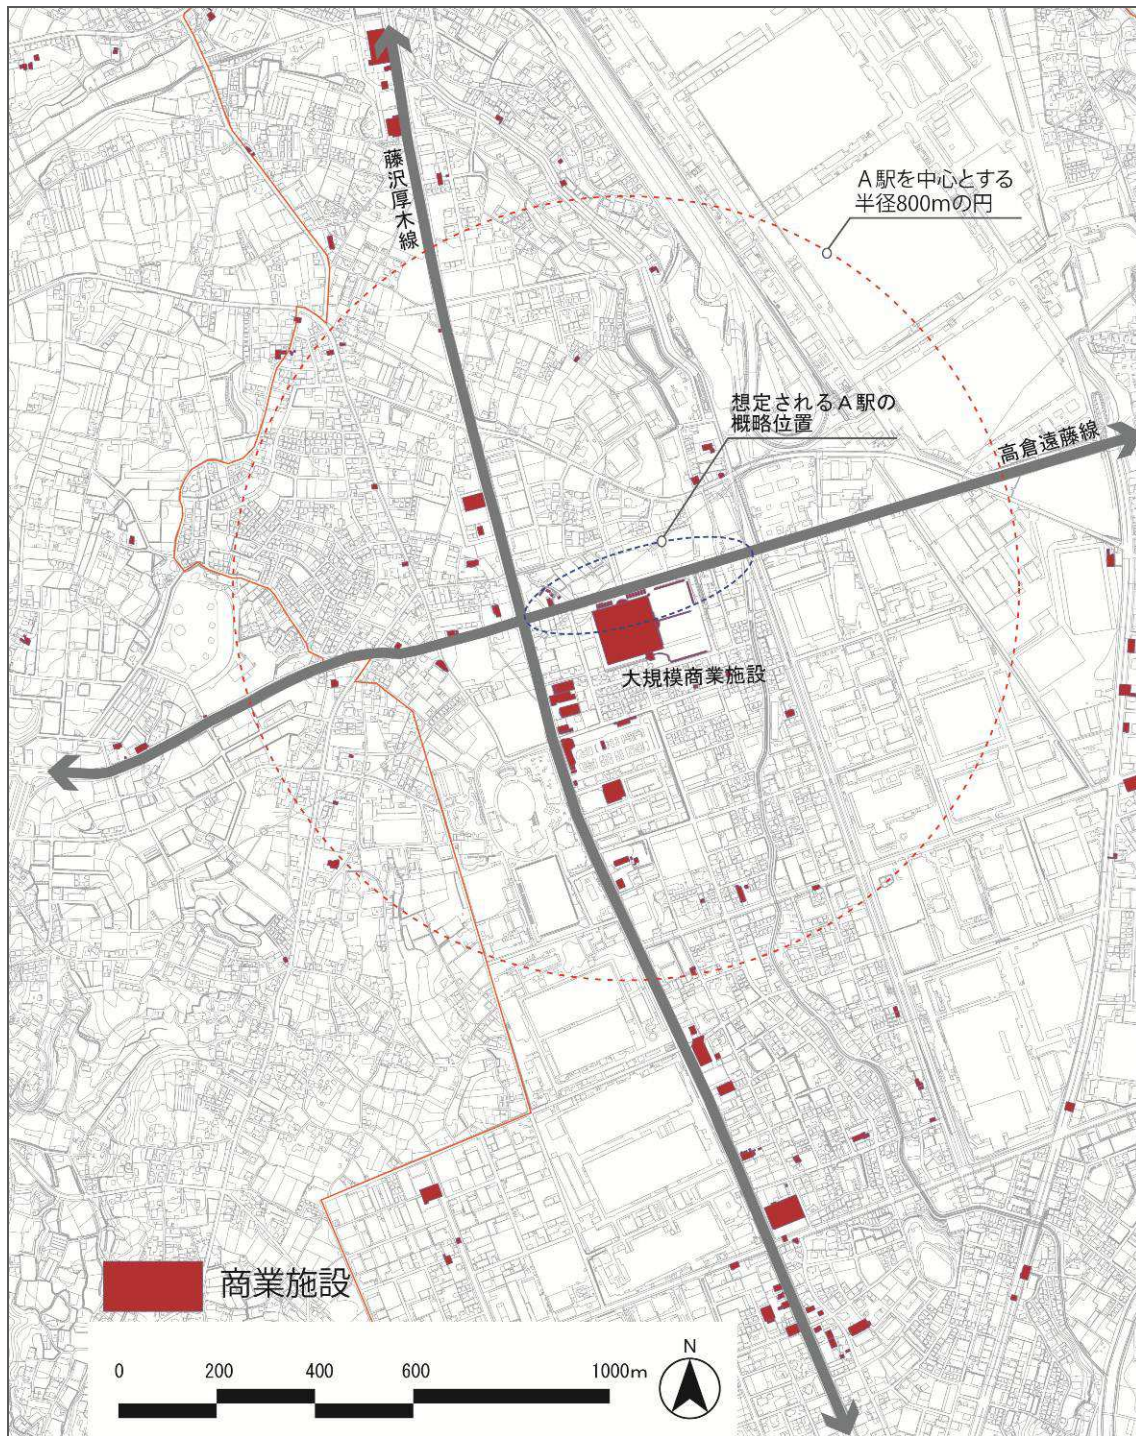 藤沢厚木線
A駅を中心とする
半径800mの円
想定されるA駅の
概略位置
高倉遠藤線
大規模商業施設
商業施設
0 200 400 600 1000m
N